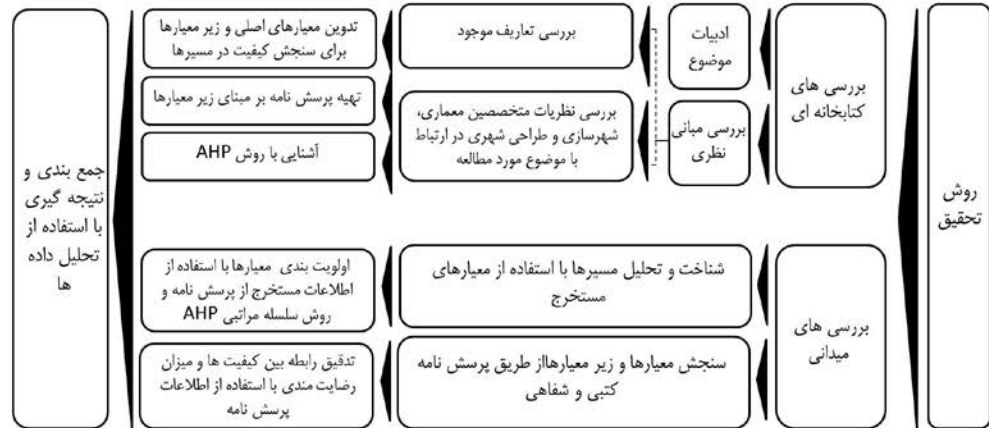 روش
تحقیق
بررسی های
کتابخانه ای
ادبیات
موضوع
بررسی مبانی
نظری
بررسی تعاریف موجود
بررسی نظریات متخصصین معماری،
شهرسازی و طراحی شهری در ارتباط
با موضوع مورد مطالعه
تدوین معیارهای اصلی و زیر معیارها
برای سنجش کیفیت در مسیرها
تهیه پرسش نامه بر مبنای زیر معیارها
آشنایی با روش AHP
بررسی های
میدانی
شناخت و تحلیل مسیرها با استفاده از معیارهای
مستخرج
سنجش معیارها و زیر معیارهااز طریق پرسش نامه
کتبی و شفاهی
اولویت بندی معیارها با استفاده از
اطلاعات مستخرج از پرسش نامه و
روش سلسله مراتبی AHP
تدقیق رابطه بین کیفیت ها و میزان
رضایت مندی با استفاده از اطلاعات
پرسش نامه
جمع بندی و
نتیجه گیری
با استفاده از
تحلیل داده
ها